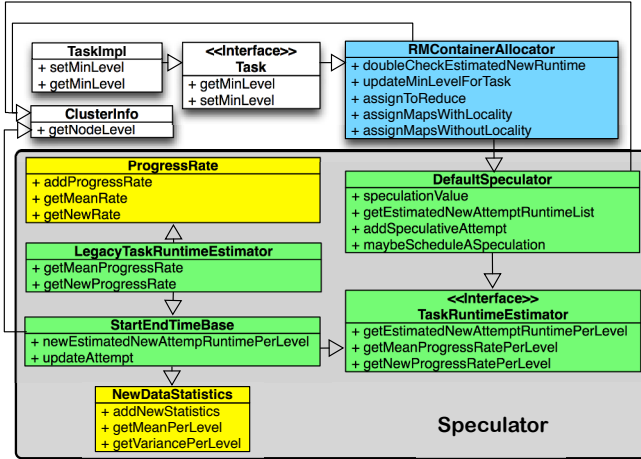 TaskImpl
+ setMinLevel
+ getMinLevel
<<Interface>>
Task
+ getMinLevel
+ setMinLevel
RMContainerAllocator
+ doubleCheckEstimatedNewRuntime
+ updateMinLevelForTask
+ assignToReduce
+ assignMapsWithLocality
+ assignMapsWithoutLocality
ClusterInfo
+ getNodeLevel
ProgressRate
+ addProgressRate
+ getMeanRate
+ getNewRate
DefaultSpeculator
+ speculationValue
+ getEstimatedNewAttemptRuntimeList
+ addSpeculativeAttempt
+ maybeScheduleASpeculation
LegacyTaskRuntimeEstimator
+ getMeanProgressRate
+ getNewProgressRate
<<Interface>>
TaskRuntimeEstimator
+ getEstimatedNewAttemptRuntimePerLevel
+ getMeanProgressRatePerLevel
+ getNewProgressRatePerLevel
StartEndTimeBase
+ newEstimatedNewAttempRuntimePerLevel
+ updateAttempt
NewDataStatistics
+ addNewStatistics
+ getMeanPerLevel
+ getVariancePerLevel
Speculator